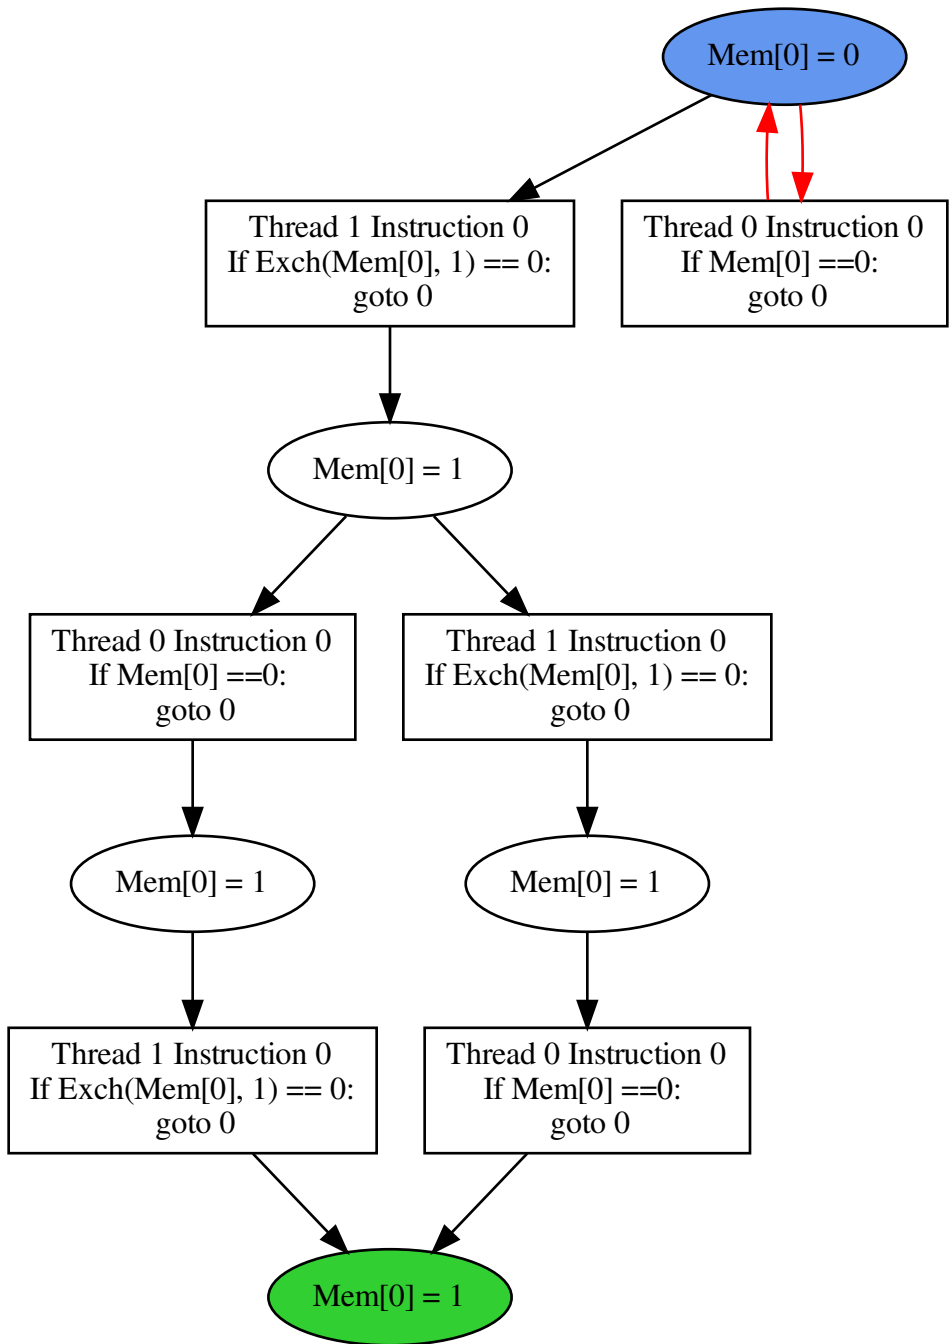 Mem[0] = 0
Thread 1 Instruction 0
If Exch(Mem[0], 1) == 0:
goto 0
Thread 0 Instruction 0
If Mem[0] ==0:
goto 0
Mem[0] = 1
Thread 0 Instruction 0
If Mem[0] ==0:
goto 0
Thread 1 Instruction 0
If Exch(Mem[0], 1) == 0:
goto 0
Mem[0] = 1
Mem[0] = 1
Thread 1 Instruction 0
If Exch(Mem[0], 1) == 0:
goto 0
Thread 0 Instruction 0
If Mem[0] ==0:
goto 0
Mem[0] = 1